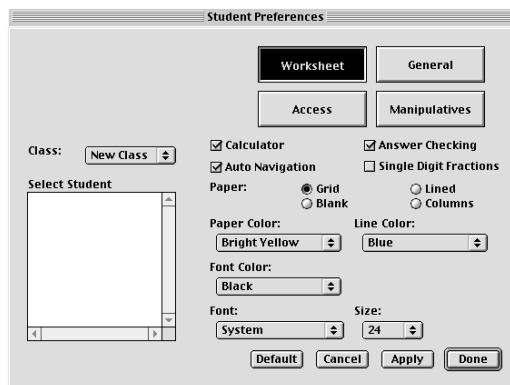 Student Preferences
Worksheet
General
Access
Manipulatives
Class:
New Class
Select Student
Calculator
Answer Checking
Auto Navigation
Single Digit Fractions
Paper:
Grid
Lined
Blank
Columns
Paper Color:
Line Color:
Bright Yellow
Blue
Font Color:
Black
Font:
Size:
System
24
Default
Cancel
Apply
Done